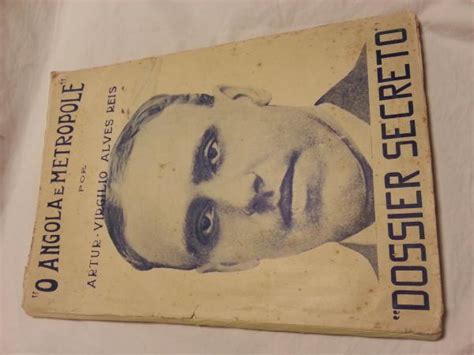 "O ANGOLA E METROPOLE"
POR
ARTUR-VIRGILIO ALVES REIS
"DOSSIER SECRETO"